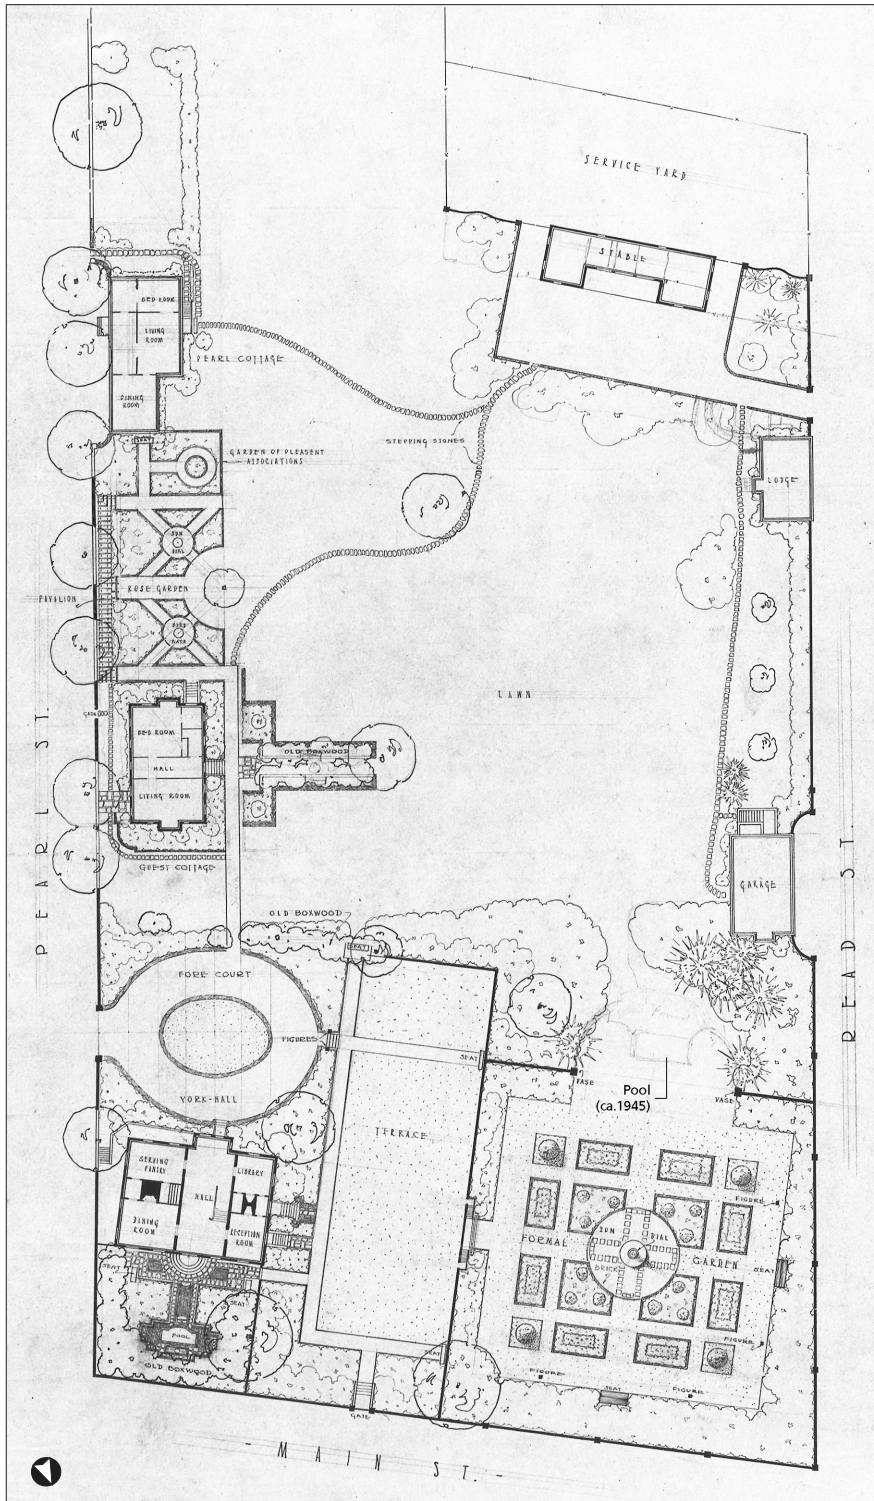 SERVICE YARD
STABLE
BED ROOM
LIVING
ROOM
PEARL COTTAGE
DINING
ROOM
SEAT
STEPPING STONES
GARDEN OF PLEASENT
ASSOCIATIONS
LODGE
SUN
DIAL
ROSE GARDEN
PAVILION
BIRD
BATH
LAWN
GATE
BED ROOM
HALL
LIVING ROOM
OLD BOXWOOD
GUEST COTTAGE
PEARL ST.
READ ST.
GARAGE
OLD BOXWOOD
SEAT
FORE COURT
FIGURES
SEAT
VASE
Pool
(ca.1945)
VASE
YORK-HALL
TERRACE
SERVING
PANTRY
LIBRARY
HALL
DINING
ROOM
RECEPTION
ROOM
FIGURE
FORMAL
SUN
DIAL
GARDEN
BRICK
SEAT
SEAT
SEAT
POOL
OLD BOXWOOD
SEAT
FIGURE
FIGURE
SEAT
FIGURE
GATE
- MAIN ST. -